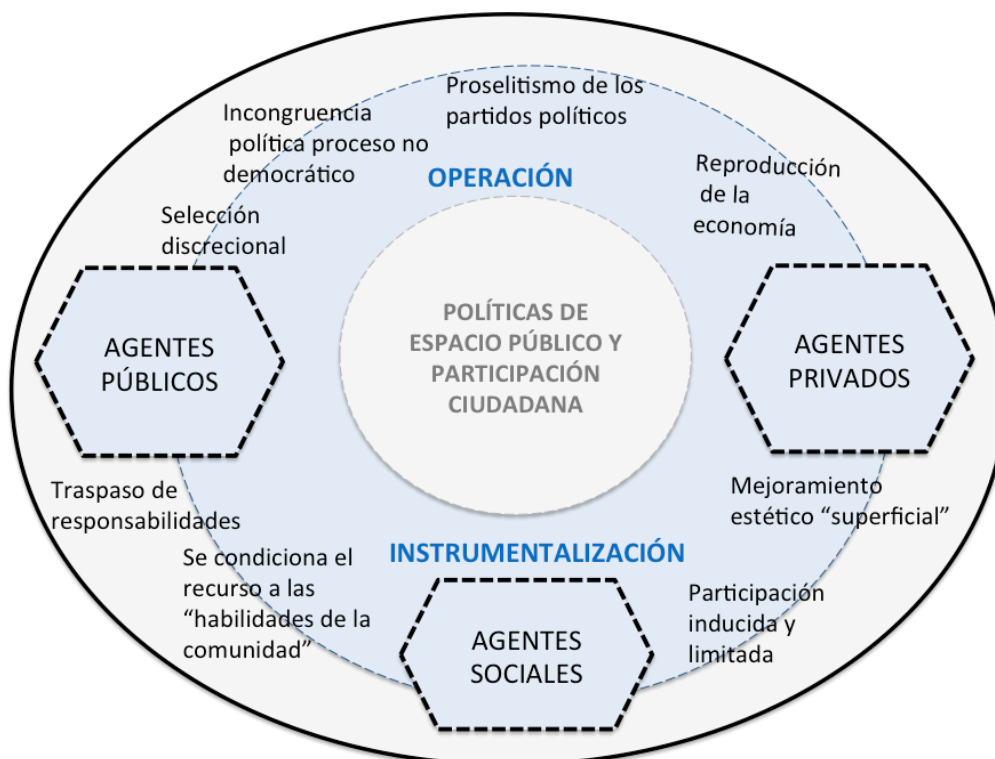 Proselitismo de los
partidos políticos
Incongruencia
política proceso no
democrático
OPERACIÓN
Reproducción
de la
economía
Selección
discrecional
AGENTES
PÚBLICOS
POLÍTICAS DE
ESPACIO PÚBLICO Y
PARTICIPACIÓN
CIUDADANA
AGENTES
PRIVADOS
Traspaso de
responsabilidades
Mejoramiento
estético “superficial”
INSTRUMENTALIZACIÓN
Se condiciona el
recurso a las
“habilidades de la
comunidad”
AGENTES
SOCIALES
Participación
inducida y
limitada